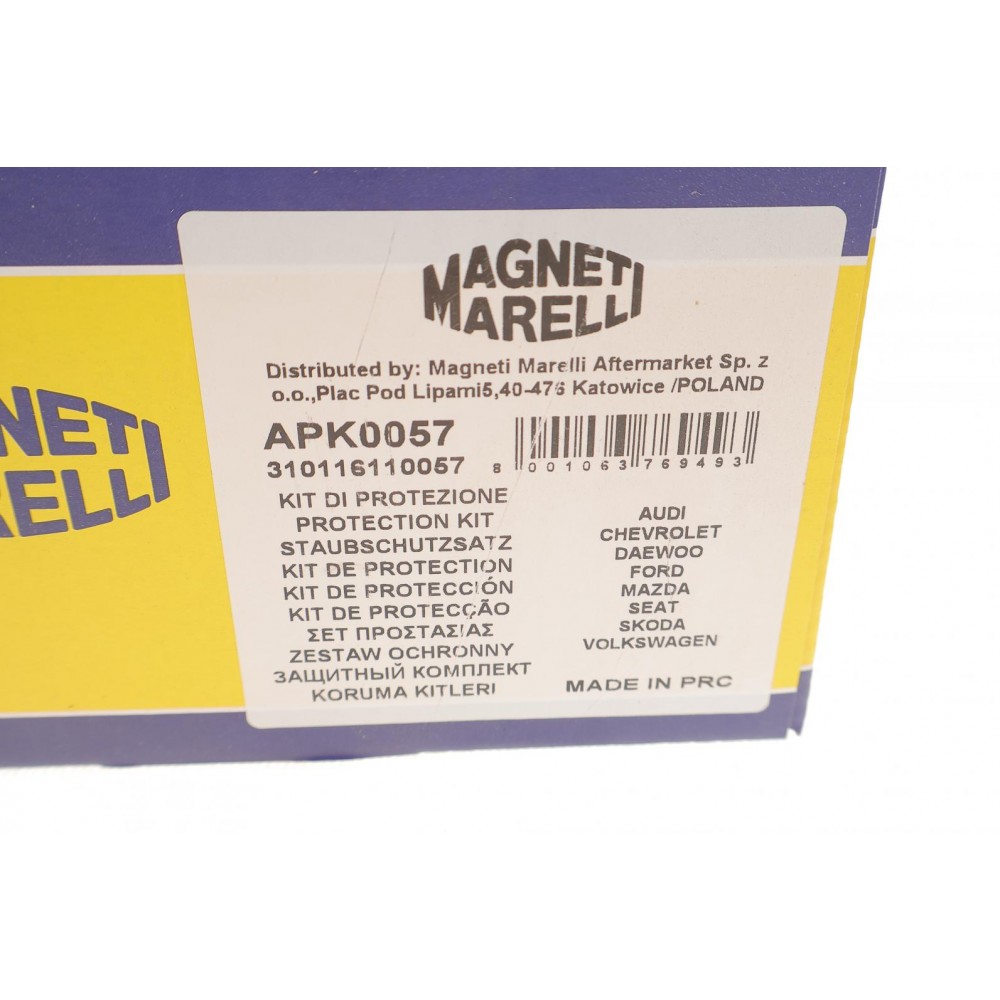 MAGNETI
MARELLI
Distributed by: Magneti Marelli Aftermarket Sp. z
o.o.,Plac Pod Lipami5,40-476 Katowice /POLAND
APK0057
310116110057
8 001063 769493
KIT DI PROTEZIONE
PROTECTION KIT
STAUBSCHUTZSATZ
KIT DE PROTECTION
KIT DE PROTECCIÓN
KIT DE PROTECÇÃO
ΣΕΤ ΠΡΟΣΤΑΣΙΑΣ
ZESTAW OCHRONNY
ЗАЩИТНЫЙ КОМПЛЕКТ
KORUMA KITLERI
AUDI
CHEVROLET
DAEWOO
FORD
MAZDA
SEAT
SKODA
VOLKSWAGEN
MADE IN PRC
NETI
RELLI